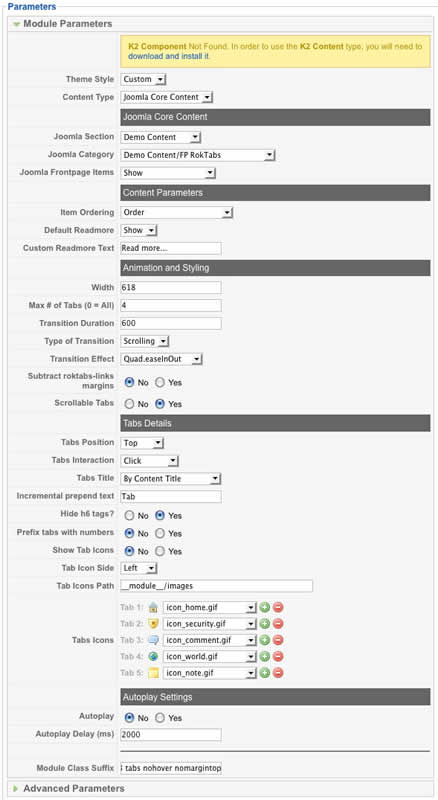 Parameters
Module Parameters
K2 Component Not Found. In order to use the K2 Content type, you will need to
download and install it.
Theme Style Custom
Content Type Joomla Core Content
Joomla Core Content
Joomla Section Demo Content
Joomla Category Demo Content/FP RokTabs
Joomla Frontpage Items Show
Content Parameters
Item Ordering Order
Default Readmore Show
Custom Readmore Text Read more...
Animation and Styling
Width 618
Max # of Tabs (0 = All) 4
Transition Duration 600
Type of Transition Scrolling
Transition Effect Quad.easeInOut
Subtract roktabs-links
margins No Yes
Scrollable Tabs No Yes
Tabs Details
Tabs Position Top
Tabs Interaction Click
Tabs Title By Content Title
Incremental prepend text Tab
Hide h6 tags? No Yes
Prefix tabs with numbers No Yes
Show Tab Icons No Yes
Tab Icon Side Left
Tab Icons Path __module__/images
Tabs Icons
Tab 1: icon_home.gif
Tab 2: icon_security.gif
Tab 3: icon_comment.gif
Tab 4: icon_world.gif
Tab 5: icon_note.gif
Autoplay Settings
Autoplay No Yes
Autoplay Delay (ms) 2000
Module Class Suffix tabs nohover nomargintop
Advanced Parameters